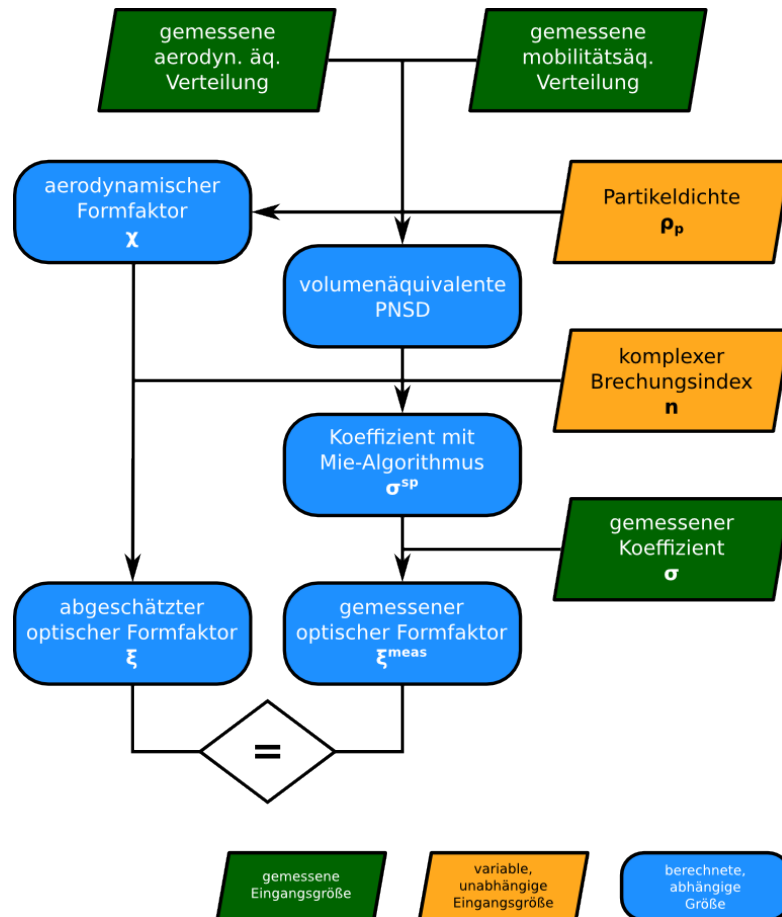 gemessene
aerodyn. äq.
Verteilung
gemessene
mobilitätsäq.
Verteilung
aerodynamischer
Formfaktor
χ
Partikeldichte
ρp
volumenäquivalente
PNSD
komplexer
Brechungsindex
n
Koeffizient mit
Mie-Algorithmus
σsp
gemessener
Koeffizient
σ
abgeschätzter
optischer Formfaktor
ξ
gemessener
optischer Formfaktor
ξmeas
=
gemessene
Eingangsgröße
variable,
unabhängige
Eingangsgröße
berechnete,
abhängige
Größe